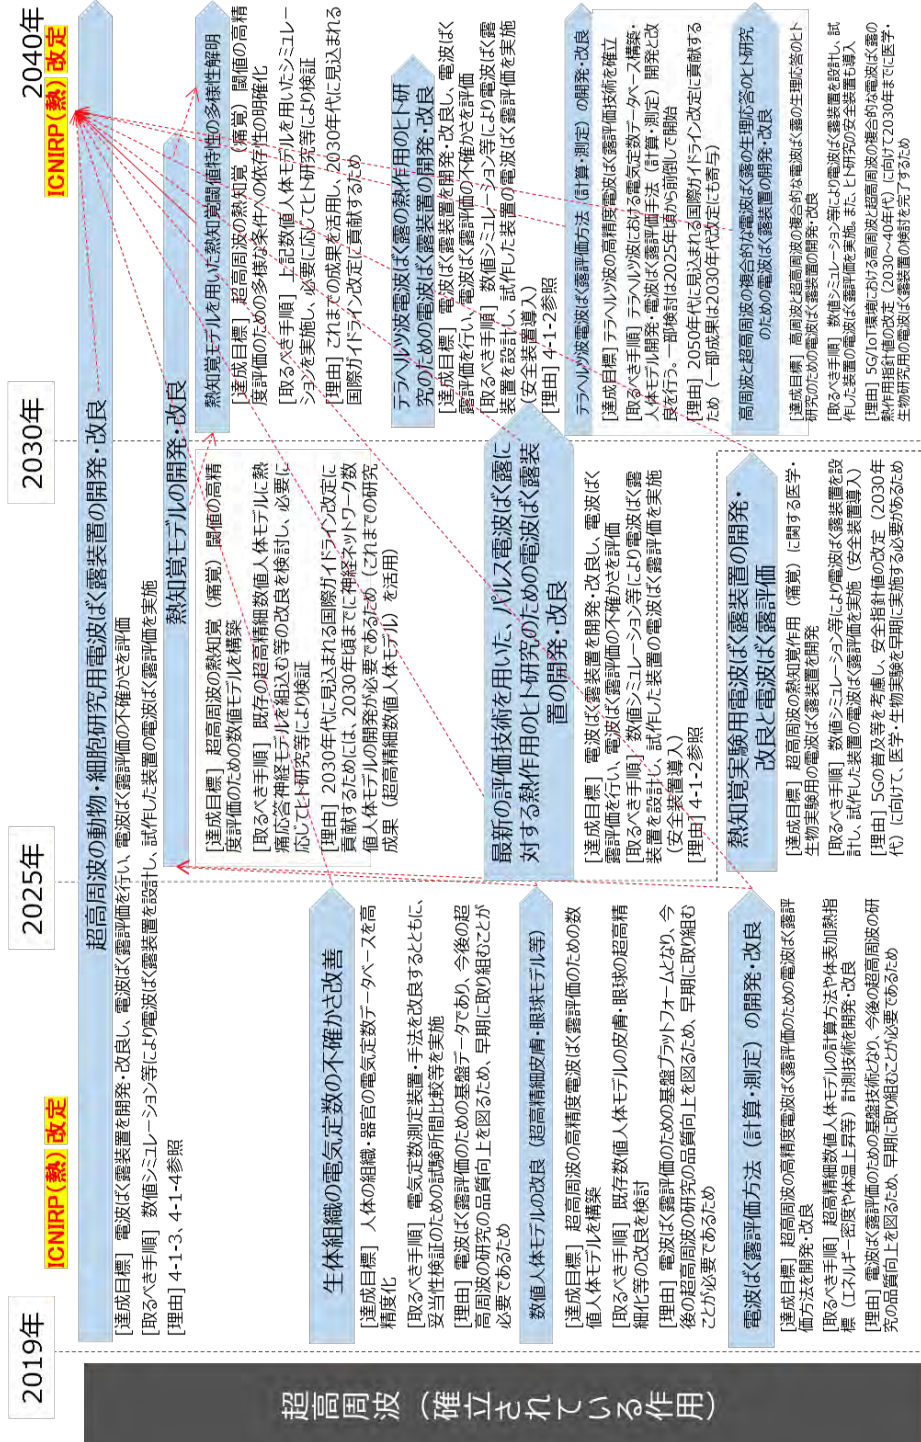 2019年
2025年
2030年
2040年
ICNIRP(熱)改定
ICNIRP(熱)改定
超高周波（確立されている作用）
超高周波の動物・細胞研究用電波ばく露装置の開発・改良
[達成目標]　電波ばく露装置を開発・改良し、電波ばく露評価を行い、電波ばく露評価の不確かさを評価
[取るべき手順]　数値シミュレーション等により電波ばく露装置を設計し、試作した装置の電波ばく露評価を実施
[理由] 4-1-3、4-1-4参照
生体組織の電気定数の不確かさ改善
[達成目標]　人体の組織・器官の電気定数データベースを高
精度化
[取るべき手順]　電気定数測定装置・手法を改良するとともに、
妥当性検証のための試験所間比較等を実施
[理由]　電波ばく露評価のための基盤データであり、今後の超
高周波の研究の品質向上を図るため、早期に取り組むことが
必要であるため
数値人体モデルの改良（超高精細皮膚・眼球モデル等）
[達成目標]　超高周波の高精度電波ばく露評価のための数
値人体モデルを構築
[取るべき手順]　既存数値人体モデルの皮膚・眼球の超高精
細化等の改良を検討
[理由]　電波ばく露評価のための基盤プラットフォームとなり、今
後の超高周波の研究の品質向上を図るため、早期に取り組む
ことが必要であるため
電波ばく露評価方法（計算・測定）の開発・改良
[達成目標]　超高周波の高精度電波ばく露評価のための電波ばく露評
価方法を開発・改良
[取るべき手順]　超高精細数値人体モデルの計算方法や体表加熱指
標（エネルギー密度や体温上昇等）計測技術を開発・改良
[理由]　電波ばく露評価のための基盤技術となり、今後の超高周波の研
究の品質向上を図るため、早期に取り組むことが必要であるため
熱知覚モデルの開発・改良
[達成目標]　超高周波の熱知覚（痛覚）閾値の高精
度評価のための数値モデルを構築
[取るべき手順]　既存の超高精細数値人体モデルに熱
痛応答神経モデルを組込む等の改良を検討し、必要に
応じてヒト研究等により検証
[理由]　2030年代に見込まれる国際ガイドライン改定に
貢献するためには、2030年頃までに神経ネットワーク数
値人体モデルの開発が必要であるため（これまでの研究
成果（超高精細数値人体モデル）を活用）
最新の評価技術を用いた、パルス電波ばく露に
対する熱作用のヒト研究のための電波ばく露装
置の開発・改良
[達成目標]　電波ばく露装置を開発・改良し、電波ばく
露評価を行い、電波ばく露評価の不確かさを評価
[取るべき手順]　数値シミュレーション等により電波ばく露
装置を設計し、試作した装置の電波ばく露評価を実施
（安全装置導入）
[理由] 4-1-2参照
熱知覚実験用電波ばく露装置の開発・
改良と電波ばく露評価
[達成目標]　超高周波の熱知覚作用（痛覚）に関する医学・
生物実験用の電波ばく露装置を開発
[取るべき手順]　数値シミュレーション等により電波ばく露装置を設
計し、試作した装置の電波ばく露評価を実施（安全装置導入）
[理由]　5Gの普及等を考慮し、安全指針値の改定（2030年
代）に向けて、医学・生物実験を早期に実施する必要があるため
熱知覚モデルを用いた熱知覚閾値特性の多様性解明
[達成目標]　超高周波の熱知覚（痛覚）閾値の高精
度評価のための多様な条件への依存性の明確化
[取るべき手順]　上記数値人体モデルを用いたシミュレー
ションを実施し、必要に応じてヒト研究等により検証
[理由]　これまでの成果を活用し、2030年代に見込まれる
国際ガイドライン改定に貢献するため
テラヘルツ波電波ばく露の熱作用のヒト研
究のための電波ばく露装置の開発・改良
[達成目標]　電波ばく露装置を開発・改良し、電波ばく
露評価を行い、電波ばく露評価の不確かさを評価
[取るべき手順]　数値シミュレーション等により電波ばく露
装置を設計し、試作した装置の電波ばく露評価を実施
（安全装置導入）
[理由] 4-1-2参照
テラヘルツ波電波ばく露評価方法（計算・測定）の開発・改良
[達成目標] テラヘルツ波の高精度電波ばく露評価技術を確立
[取るべき手順] テラヘルツ波における電気定数データベース構築・
人体モデル開発・電波ばく露評価手法（計算・測定）開発と改
良を行う。一部検討は2025年頃から前倒しで開始
[理由]　2050年代に見込まれる国際ガイドライン改定に貢献する
ため（一部成果は2030年代改定にも寄与）
高周波と超高周波の複合的な電波ばく露の生理応答のヒト研究
のための電波ばく露装置の開発・改良
[達成目標]　高周波と超高周波の複合的な電波ばく露の生理応答のヒト
研究のための電波ばく露装置の開発・改良
[取るべき手順]　数値シミュレーション等により電波ばく露装置を設計し、試
作した装置の電波ばく露評価を実施。また、ヒト研究の安全装置も導入
[理由]　5G/IoT環境における高周波と超高周波の複合的な電波ばく露の
熱作用指針値の改定（2030～40年代）に向けて2030年までに医学・
生物研究用の電波ばく露装置の検討を完了するため